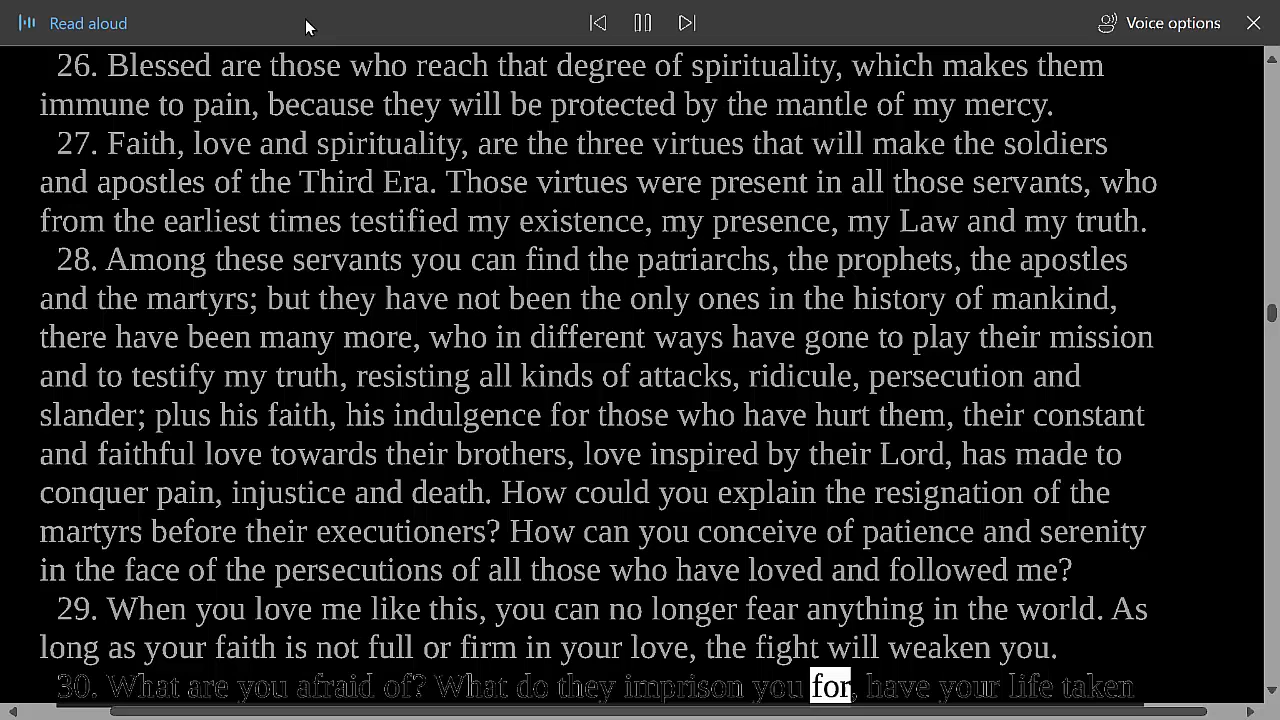 Read aloud
Voice options
26. Blessed are those who reach that degree of spirituality, which makes them
immune to pain, because they will be protected by the mantle of my mercy.
27. Faith, love and spirituality, are the three virtues that will make the soldiers
and apostles of the Third Era. Those virtues were present in all those servants, who
from the earliest times testified my existence, my presence, my Law and my truth.
28. Among these servants you can find the patriarchs, the prophets, the apostles
and the martyrs; but they have not been the only ones in the history of mankind,
there have been many more, who in different ways have gone to play their mission
and to testify my truth, resisting all kinds of attacks, ridicule, persecution and
slander; plus his faith, his indulgence for those who have hurt them, their constant
and faithful love towards their brothers, love inspired by their Lord, has made to
conquer pain, injustice and death. How could you explain the resignation of the
martyrs before their executioners? How can you conceive of patience and serenity
in the face of the persecutions of all those who have loved and followed me?
29. When you love me like this, you can no longer fear anything in the world. As
long as your faith is not full or firm in your love, the fight will weaken you.
30. What are you afraid of? What do they imprison you for, have your life taken